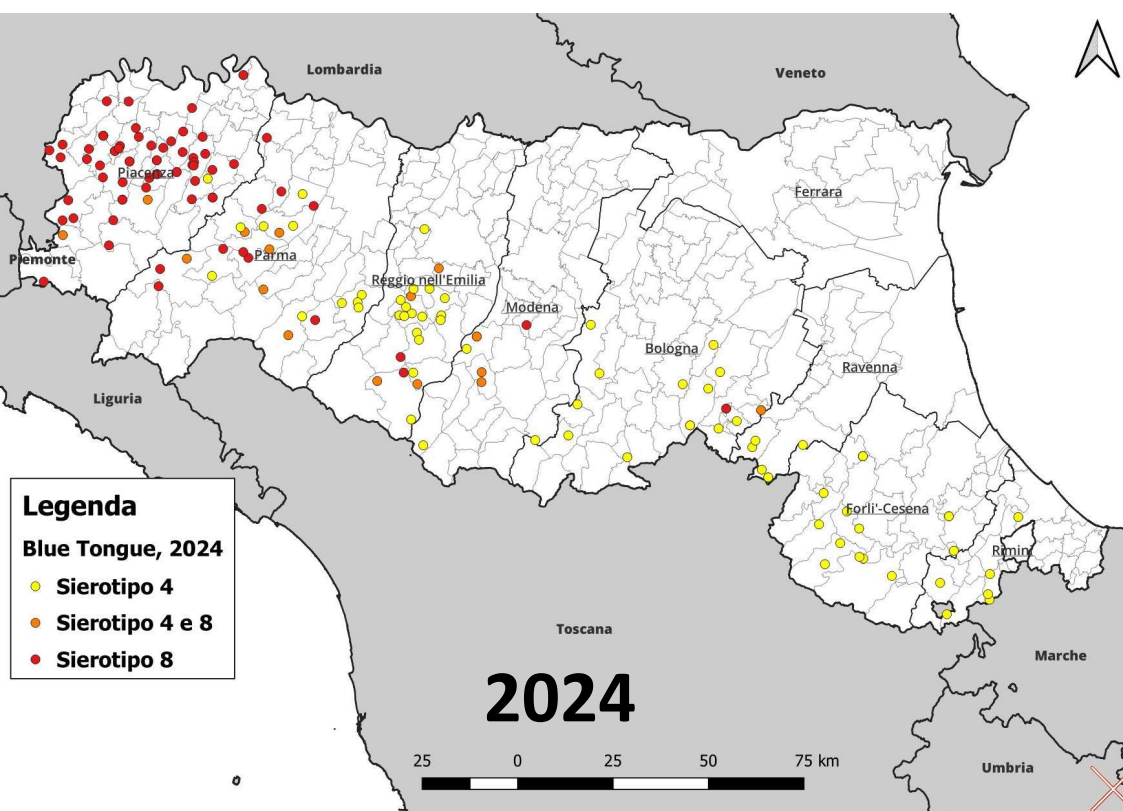 Lombardia
Veneto
Piacenza
Ferrara
Piemonte
Parma
Reggio nell'Emilia
Modena
Bologna
Ravenna
Liguria
Legenda
Blue Tongue, 2024
Sierotipo 4
Sierotipo 4 e 8
Sierotipo 8
Forli'-Cesena
Rimini
Toscana
Marche
2024
25 0 25 50 75 km
Umbria